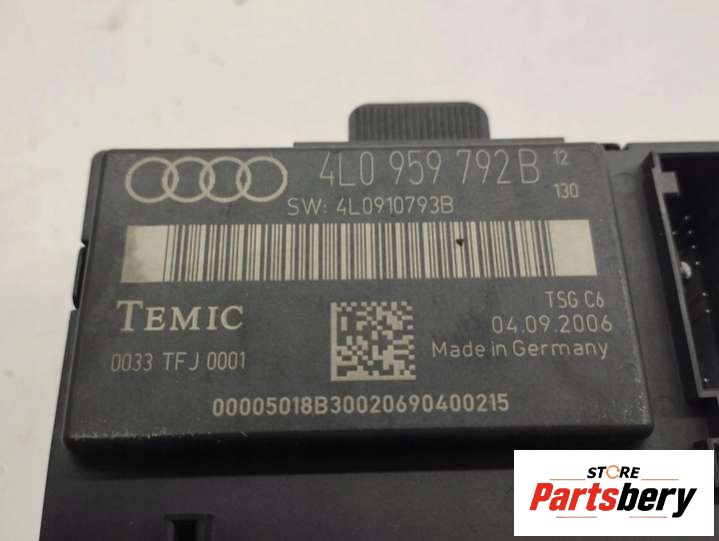 4L0 959 792B 12
130
SW: 4L0910793B
TEMIC
TSG C6
04.09.2006
0033 TFJ 0001
Made in Germany
00005018B30020690400215
STORE
Partsbery